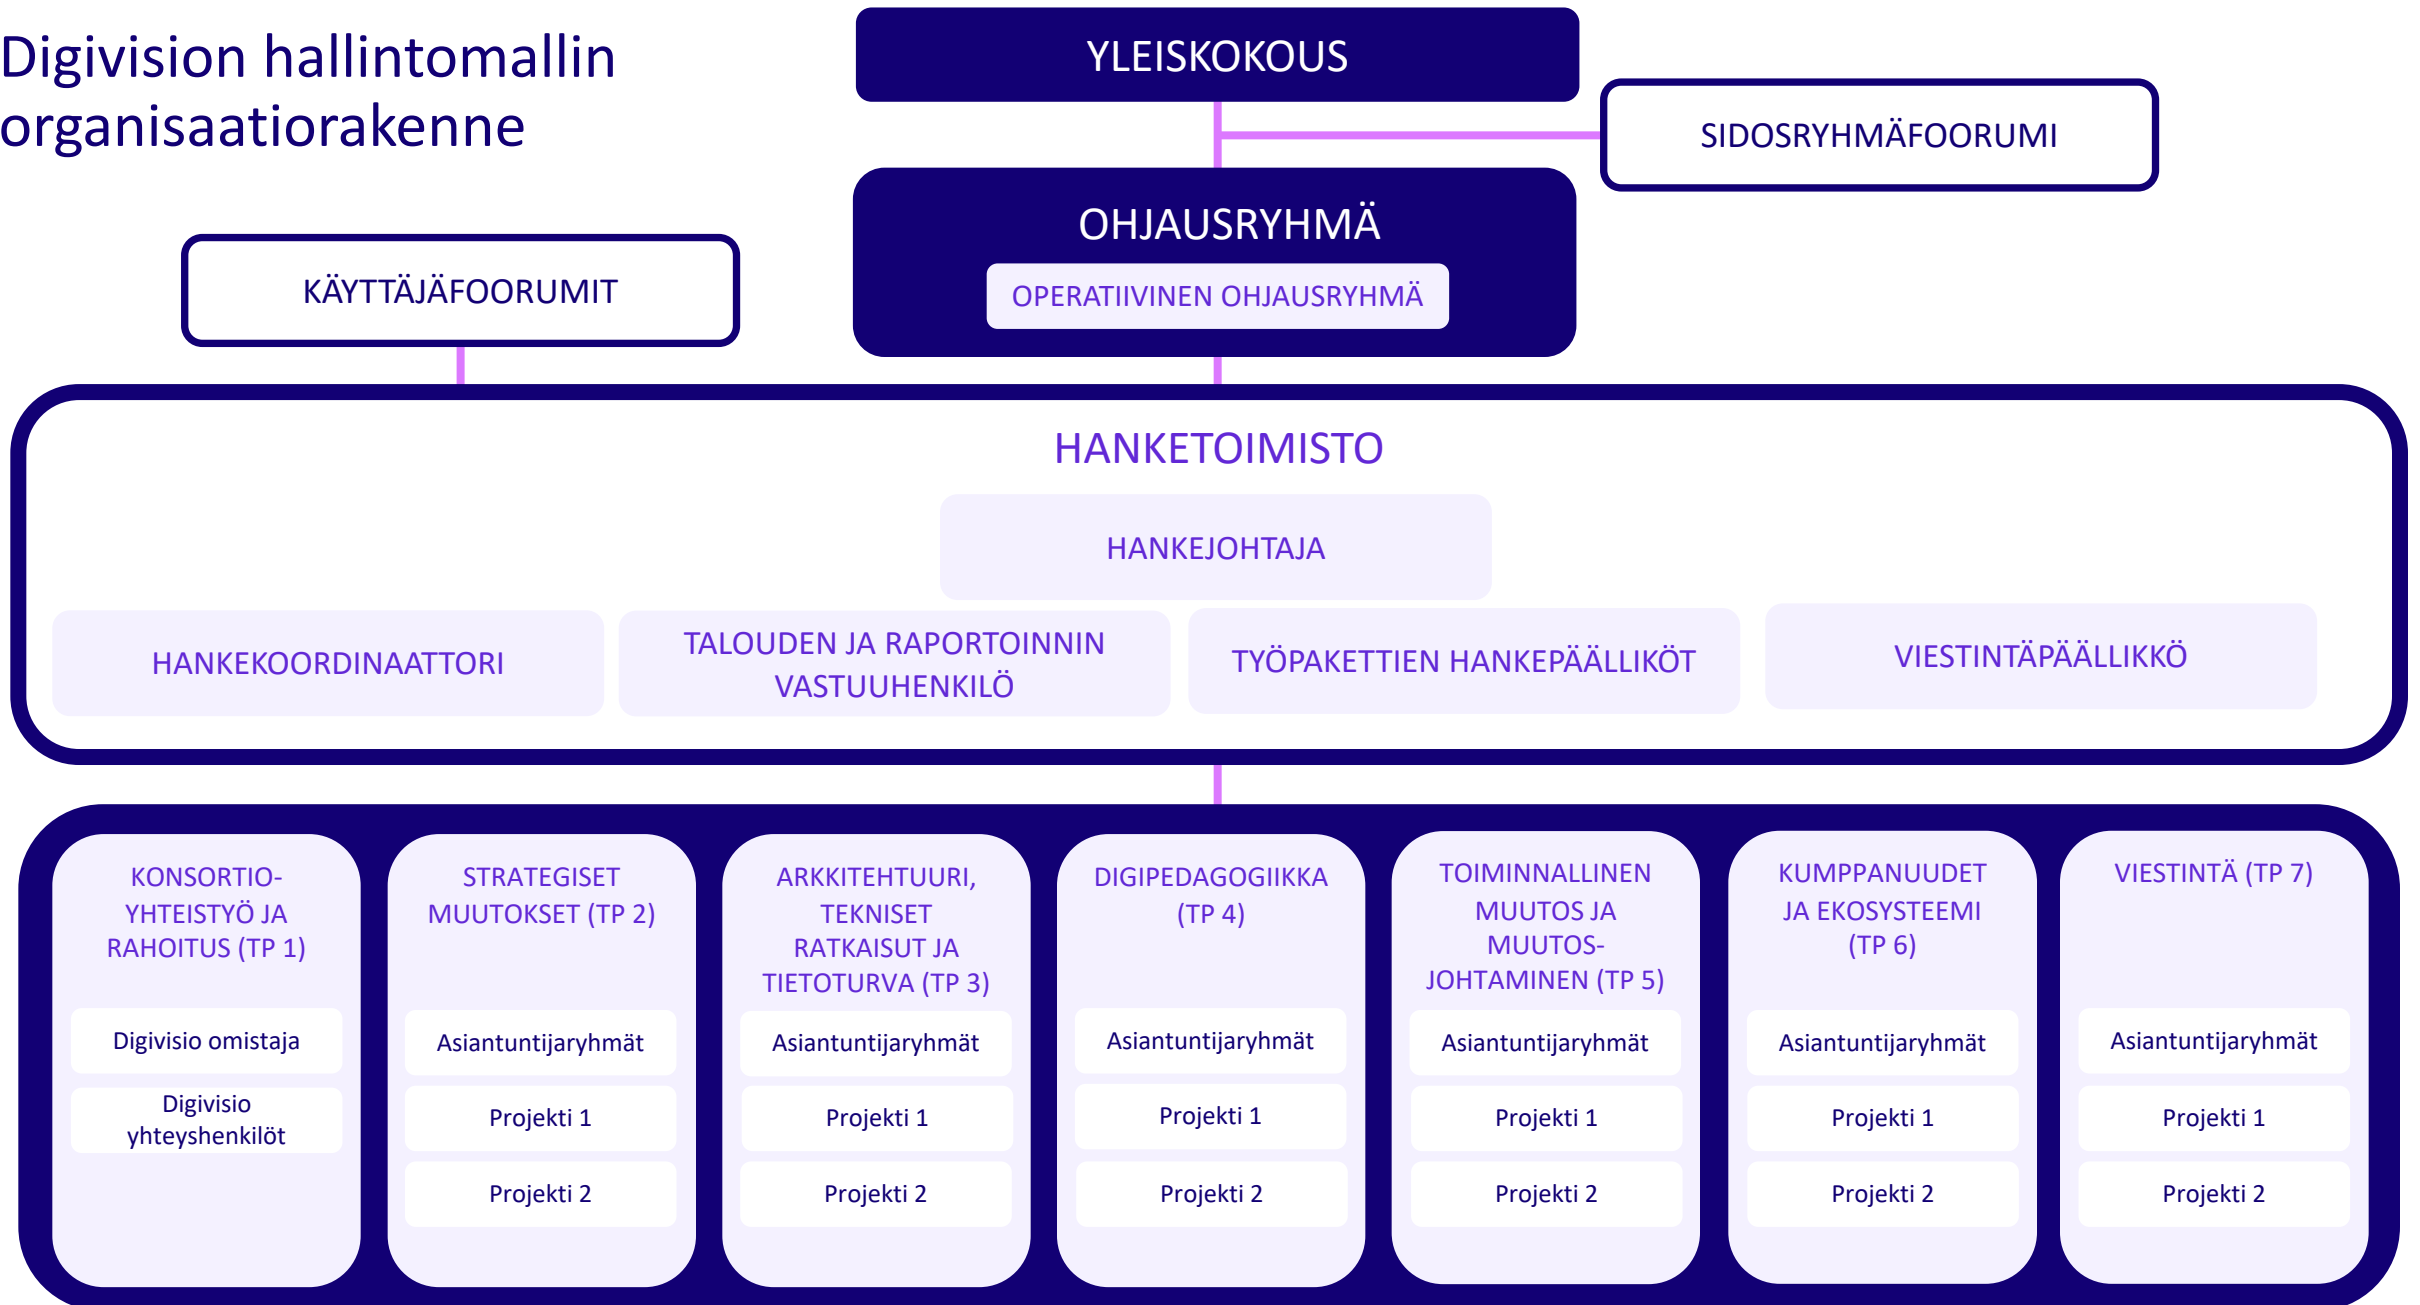 Digivision hallintomallin
organisaatiorakenne
YLEISKOKOUS
SIDOSRYHMÄFOORUMI
OHJAUSRYHMÄ
OPERATIIVINEN OHJAUSRYHMÄ
KÄYTTÄJÄFOORUMIT
HANKETOIMISTO
HANKEJOHTAJA
HANKEKOORDINAATTORI
TALOUDEN JA RAPORTOINNIN
VASTUUHENKILÖ
TYÖPAKETTIEN HANKEPÄÄLLIKÖT
VIESTINTÄPÄÄLLIKKÖ
KONSORTIO-
YHTEISTYÖ JA
RAHOITUS (TP 1)
Digivisio omistaja
Digivisio
yhteyshenkilöt
STRATEGISET
MUUTOKSET (TP 2)
Asiantuntijaryhmät
Projekti 1
Projekti 2
ARKKITEHTUURI,
TEKNISET
RATKAISUT JA
TIETOTURVA (TP 3)
Asiantuntijaryhmät
Projekti 1
Projekti 2
DIGIPEDAGOGIIKKA
(TP 4)
Asiantuntijaryhmät
Projekti 1
Projekti 2
TOIMINNALLINEN
MUUTOS JA
MUUTOS-
JOHTAMINEN (TP 5)
Asiantuntijaryhmät
Projekti 1
Projekti 2
KUMPPANUUDET
JA EKOSYSTEEMI
(TP 6)
Asiantuntijaryhmät
Projekti 1
Projekti 2
VIESTINTÄ (TP 7)
Asiantuntijaryhmät
Projekti 1
Projekti 2